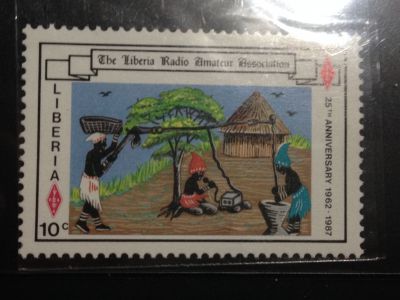 The Liberia Radio Amateur Association
LIBERIA
10c
25TH ANNIVERSARY 1962 - 1987